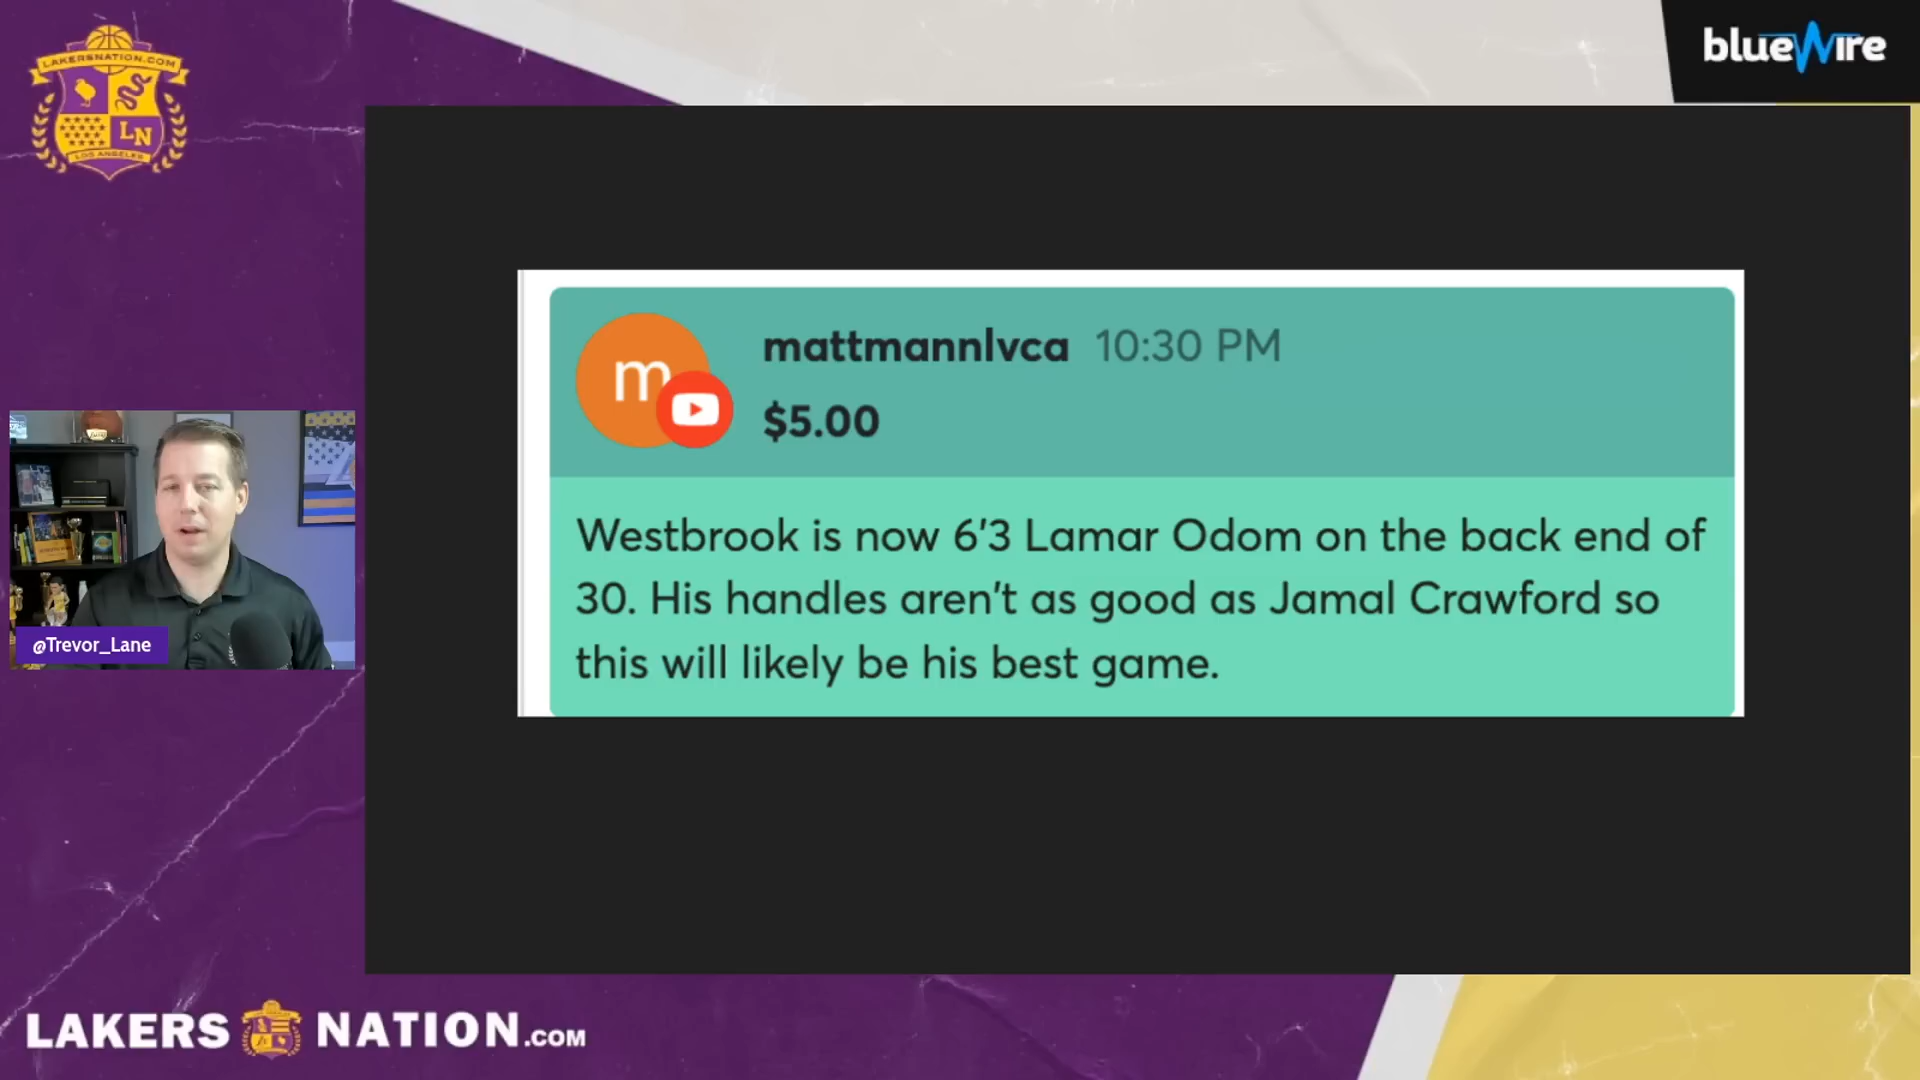 LAKERSNATION.COM
LN
LOS ANGELES
blueWire
mattmannlvca 10:30 PM
m
$5.00
Westbrook is now 6'3 Lamar Odom on the back end of
30. His handles aren't as good as Jamal Crawford so
this will likely be his best game.
@Trevor_Lane
LAKERS NATION.COM